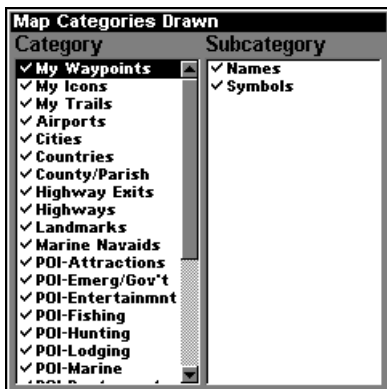 Map Categories Drawn
Category
Subcategory
✓ My Waypoints
✓ My Icons
✓ My Trails
✓ Airports
✓ Cities
✓ Countries
✓ County/Parish
✓ Highway Exits
✓ Highways
✓ Landmarks
✓ Marine Navaids
✓ POI-Attractions
✓ POI-Emerg/Gov't
✓ POI-Entertainmnt
✓ POI-Fishing
✓ POI-Hunting
✓ POI-Lodging
✓ POI-Marine
✓ Names
✓ Symbols